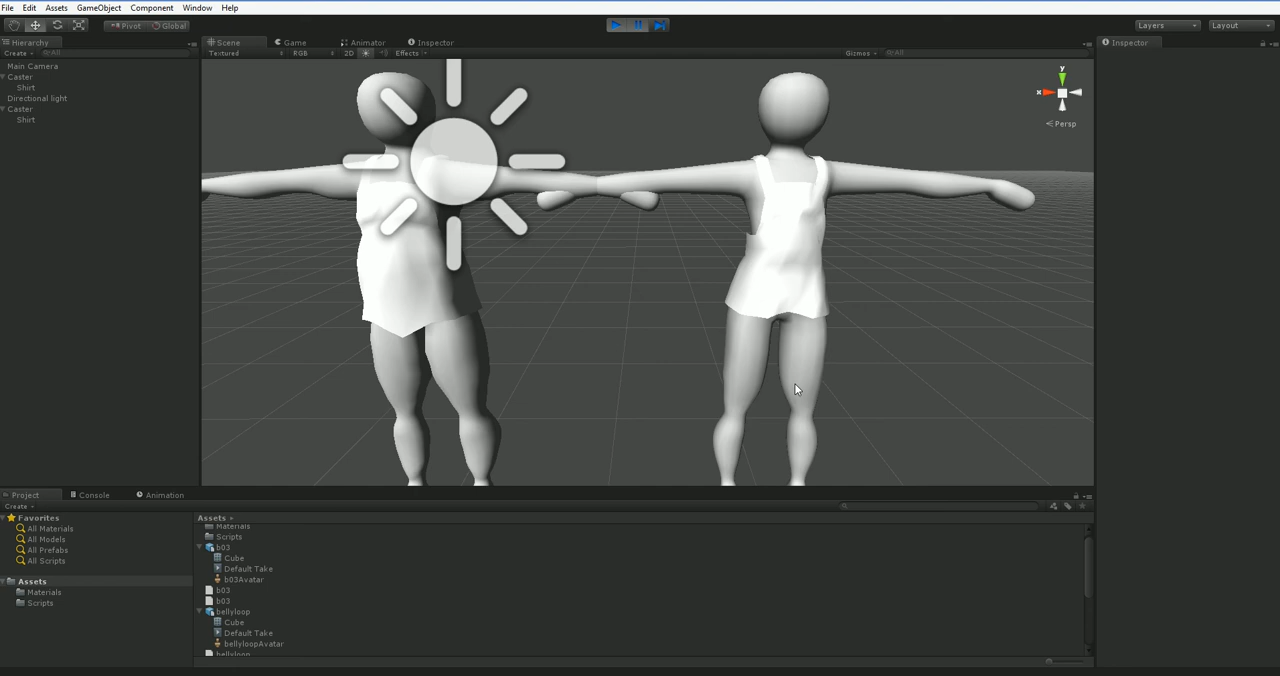 File Edit Assets GameObject Component Window Help
Pivot Global Layers Layout
Hierarchy Scene Game Animator Inspector Inspector
Create All Textured RGB 2D Effects Gizmos All
Main Camera
Caster
Shirt
Directional light
Caster
Shirt
y
x
Persp
Project Console Animation
Create
Favorites
All Materials
All Models
All Prefabs
All Scripts
Assets
Materials
Scripts
Assets
Materials
Scripts
b03
Cube
Default Take
b03Avatar
b03
b03
bellyloop
Cube
Default Take
bellyloopAvatar
bellyloop